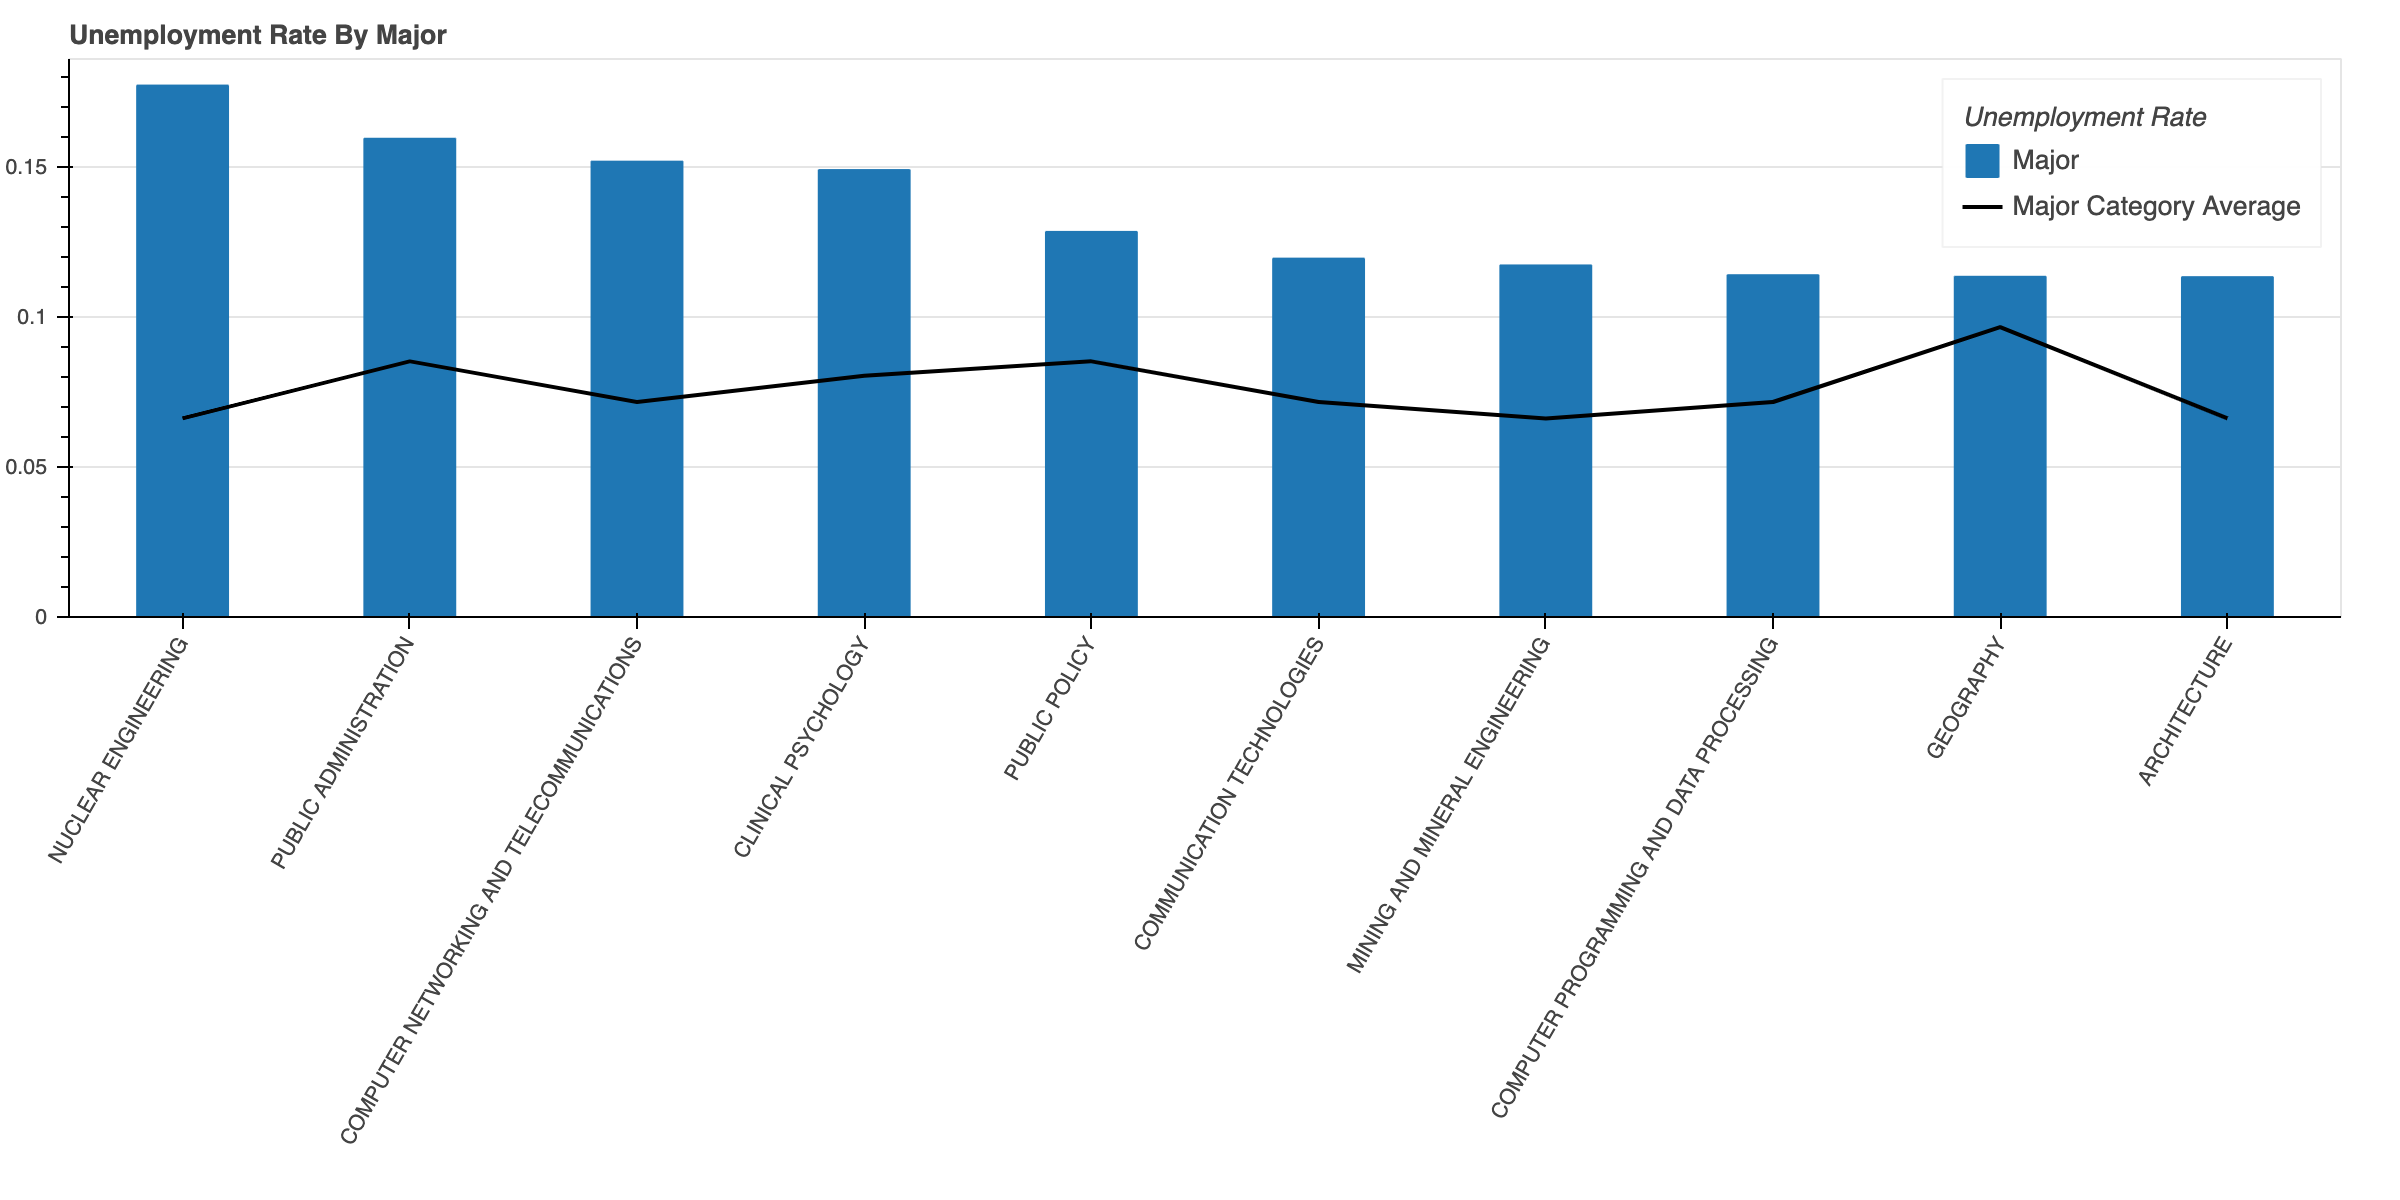 Unemployment Rate By Major
Unemployment Rate
Major
Major Category Average
0.15
0.1
0.05
0
NUCLEAR ENGINEERING
PUBLIC ADMINISTRATION
COMPUTER NETWORKING AND TELECOMMUNICATIONS
CLINICAL PSYCHOLOGY
PUBLIC POLICY
COMMUNICATION TECHNOLOGIES
MINING AND MINERAL ENGINEERING
COMPUTER PROGRAMMING AND DATA PROCESSING
GEOGRAPHY
ARCHITECTURE